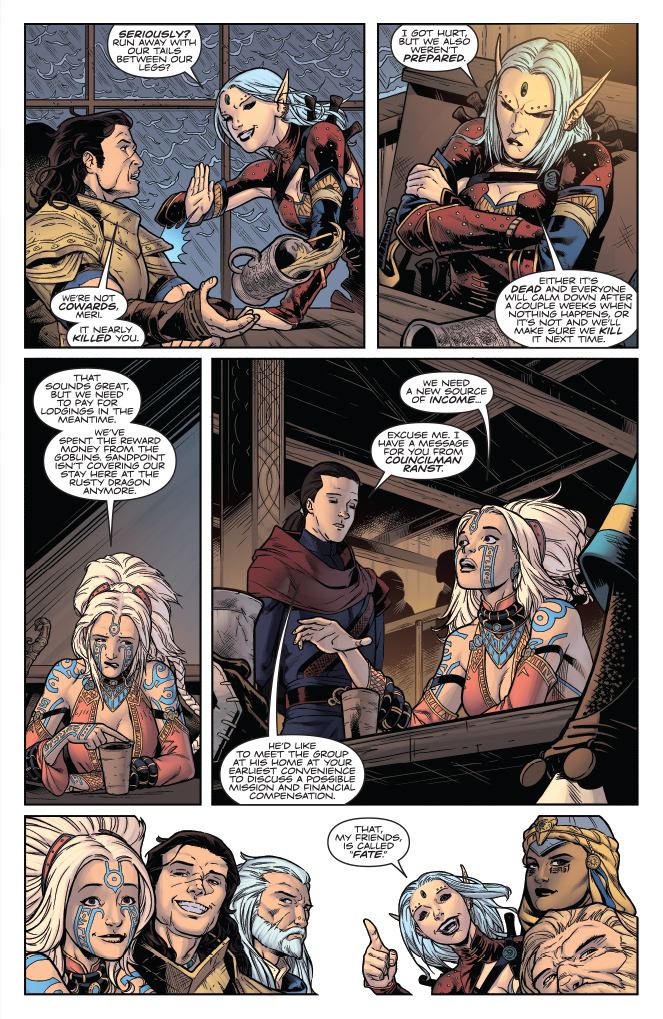 SERIOUSLY?
RUN AWAY WITH
OUR TAILS
BETWEEN OUR
LEGS?
WE'RE NOT
COWARDS,
MERI.
IT NEARLY
KILLED YOU.
I GOT HURT,
BUT WE ALSO
WEREN'T
PREPARED.
EITHER IT'S
DEAD AND EVERYONE
WILL CALM DOWN AFTER
A COUPLE WEEKS WHEN
NOTHING HAPPENS, OR
IT'S NOT AND WE'LL
MAKE SURE WE KILL
IT NEXT TIME.
THAT
SOUNDS GREAT,
BUT WE NEED
TO PAY FOR
LODGINGS IN THE
MEANTIME.
WE'VE
SPENT THE REWARD
MONEY FROM THE
GOBLINS. SANDPOINT
ISN'T COVERING OUR
STAY HERE AT THE
RUSTY DRAGON
ANYMORE.
WE NEED
A NEW SOURCE
OF INCOME...
EXCUSE ME. I
HAVE A MESSAGE
FOR YOU FROM
COUNCILMAN
RANST.
HE'D LIKE
TO MEET THE GROUP
AT HIS HOME AT YOUR
EARLIEST CONVENIENCE
TO DISCUSS A POSSIBLE
MISSION AND FINANCIAL
COMPENSATION.
THAT,
MY FRIENDS,
IS CALLED
"FATE."